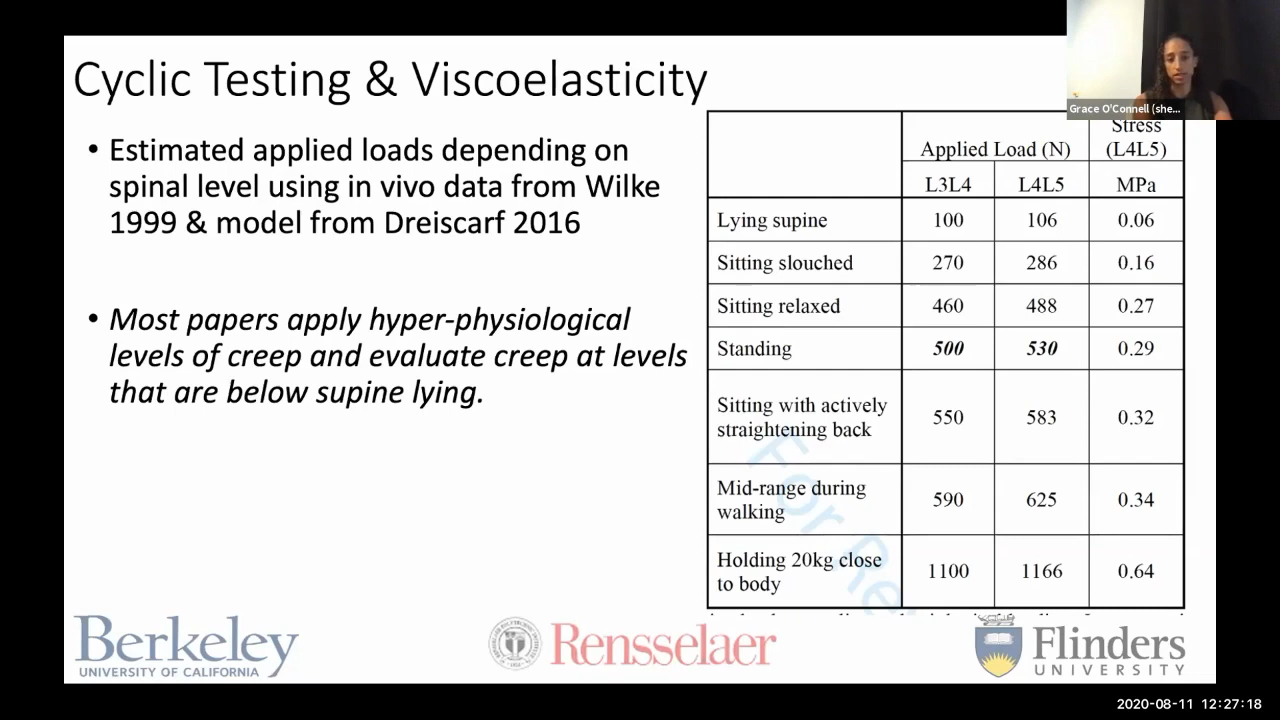 Cyclic Testing & Viscoelasticity
Grace O'Connell (she...
• Estimated applied loads depending on
spinal level using in vivo data from Wilke
1999 & model from Dreiscarf 2016
• Most papers apply hyper-physiological
levels of creep and evaluate creep at levels
that are below supine lying.
Applied Load (N) Stress (L4L5)
L3L4 L4L5 MPa
Lying supine 100 106 0.06
Sitting slouched 270 286 0.16
Sitting relaxed 460 488 0.27
Standing 500 530 0.29
Sitting with actively
straightening back 550 583 0.32
Mid-range during
walking 590 625 0.34
Holding 20kg close
to body 1100 1166 0.64
For Re
Berkeley
UNIVERSITY OF CALIFORNIA
Rensselaer
Flinders
UNIVERSITY
2020-08-11 12:27:18